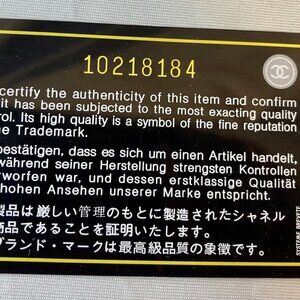 10218184
certify the authenticity of this item and confirm
it has been subjected to the most exacting quality
rol. Its high quality is a symbol of the fine reputation
he Trademark.
bestätigen, dass es sich um einen Artikel handelt,
während seiner Herstellung strengsten Kontrollen
worfen war, und dessen erstklassige Qualität
hohen Ansehen unserer Marke entspricht.
製品は厳しい管理のもとに製造されたシャネル
商品であることを証明いたします。
ブランド・マークは最高級品質の象徴です。